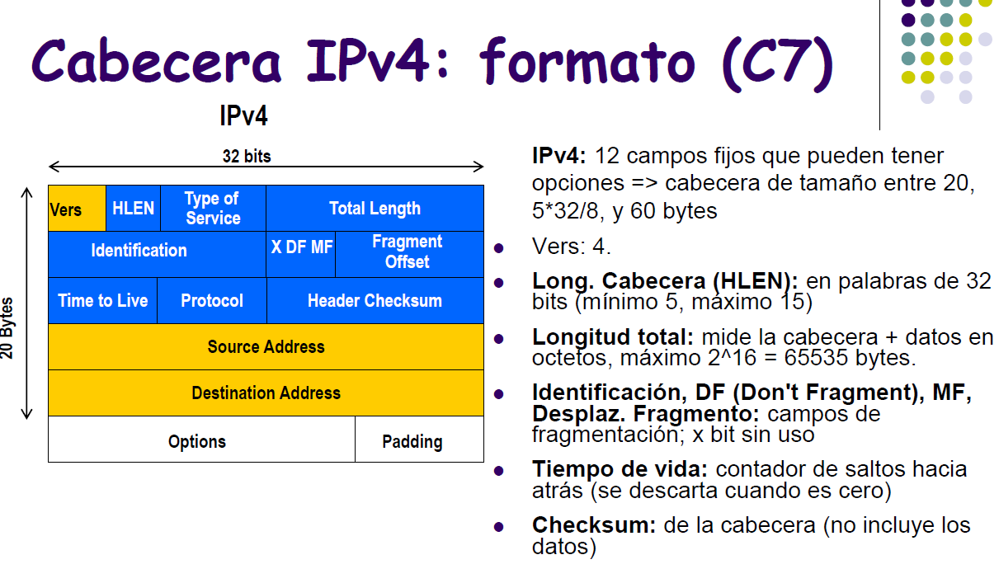 Cabecera IPv4: formato (C7)
IPv4
32 bits
20 Bytes
Vers
HLEN
Type of
Service
Total Length
Identification
X DF MF
Fragment
Offset
Time to Live
Protocol
Header Checksum
Source Address
Destination Address
Options
Padding
IPv4: 12 campos fijos que pueden tener
opciones => cabecera de tamaño entre 20,
5*32/8, y 60 bytes
Vers: 4.
Long. Cabecera (HLEN): en palabras de 32
bits (mínimo 5, máximo 15)
Longitud total: mide la cabecera + datos en
octetos, máximo 2^16 = 65535 bytes.
Identificación, DF (Don't Fragment), MF,
Desplaz. Fragmento: campos de
fragmentación; x bit sin uso
Tiempo de vida: contador de saltos hacia
atrás (se descarta cuando es cero)
Checksum: de la cabecera (no incluye los
datos)